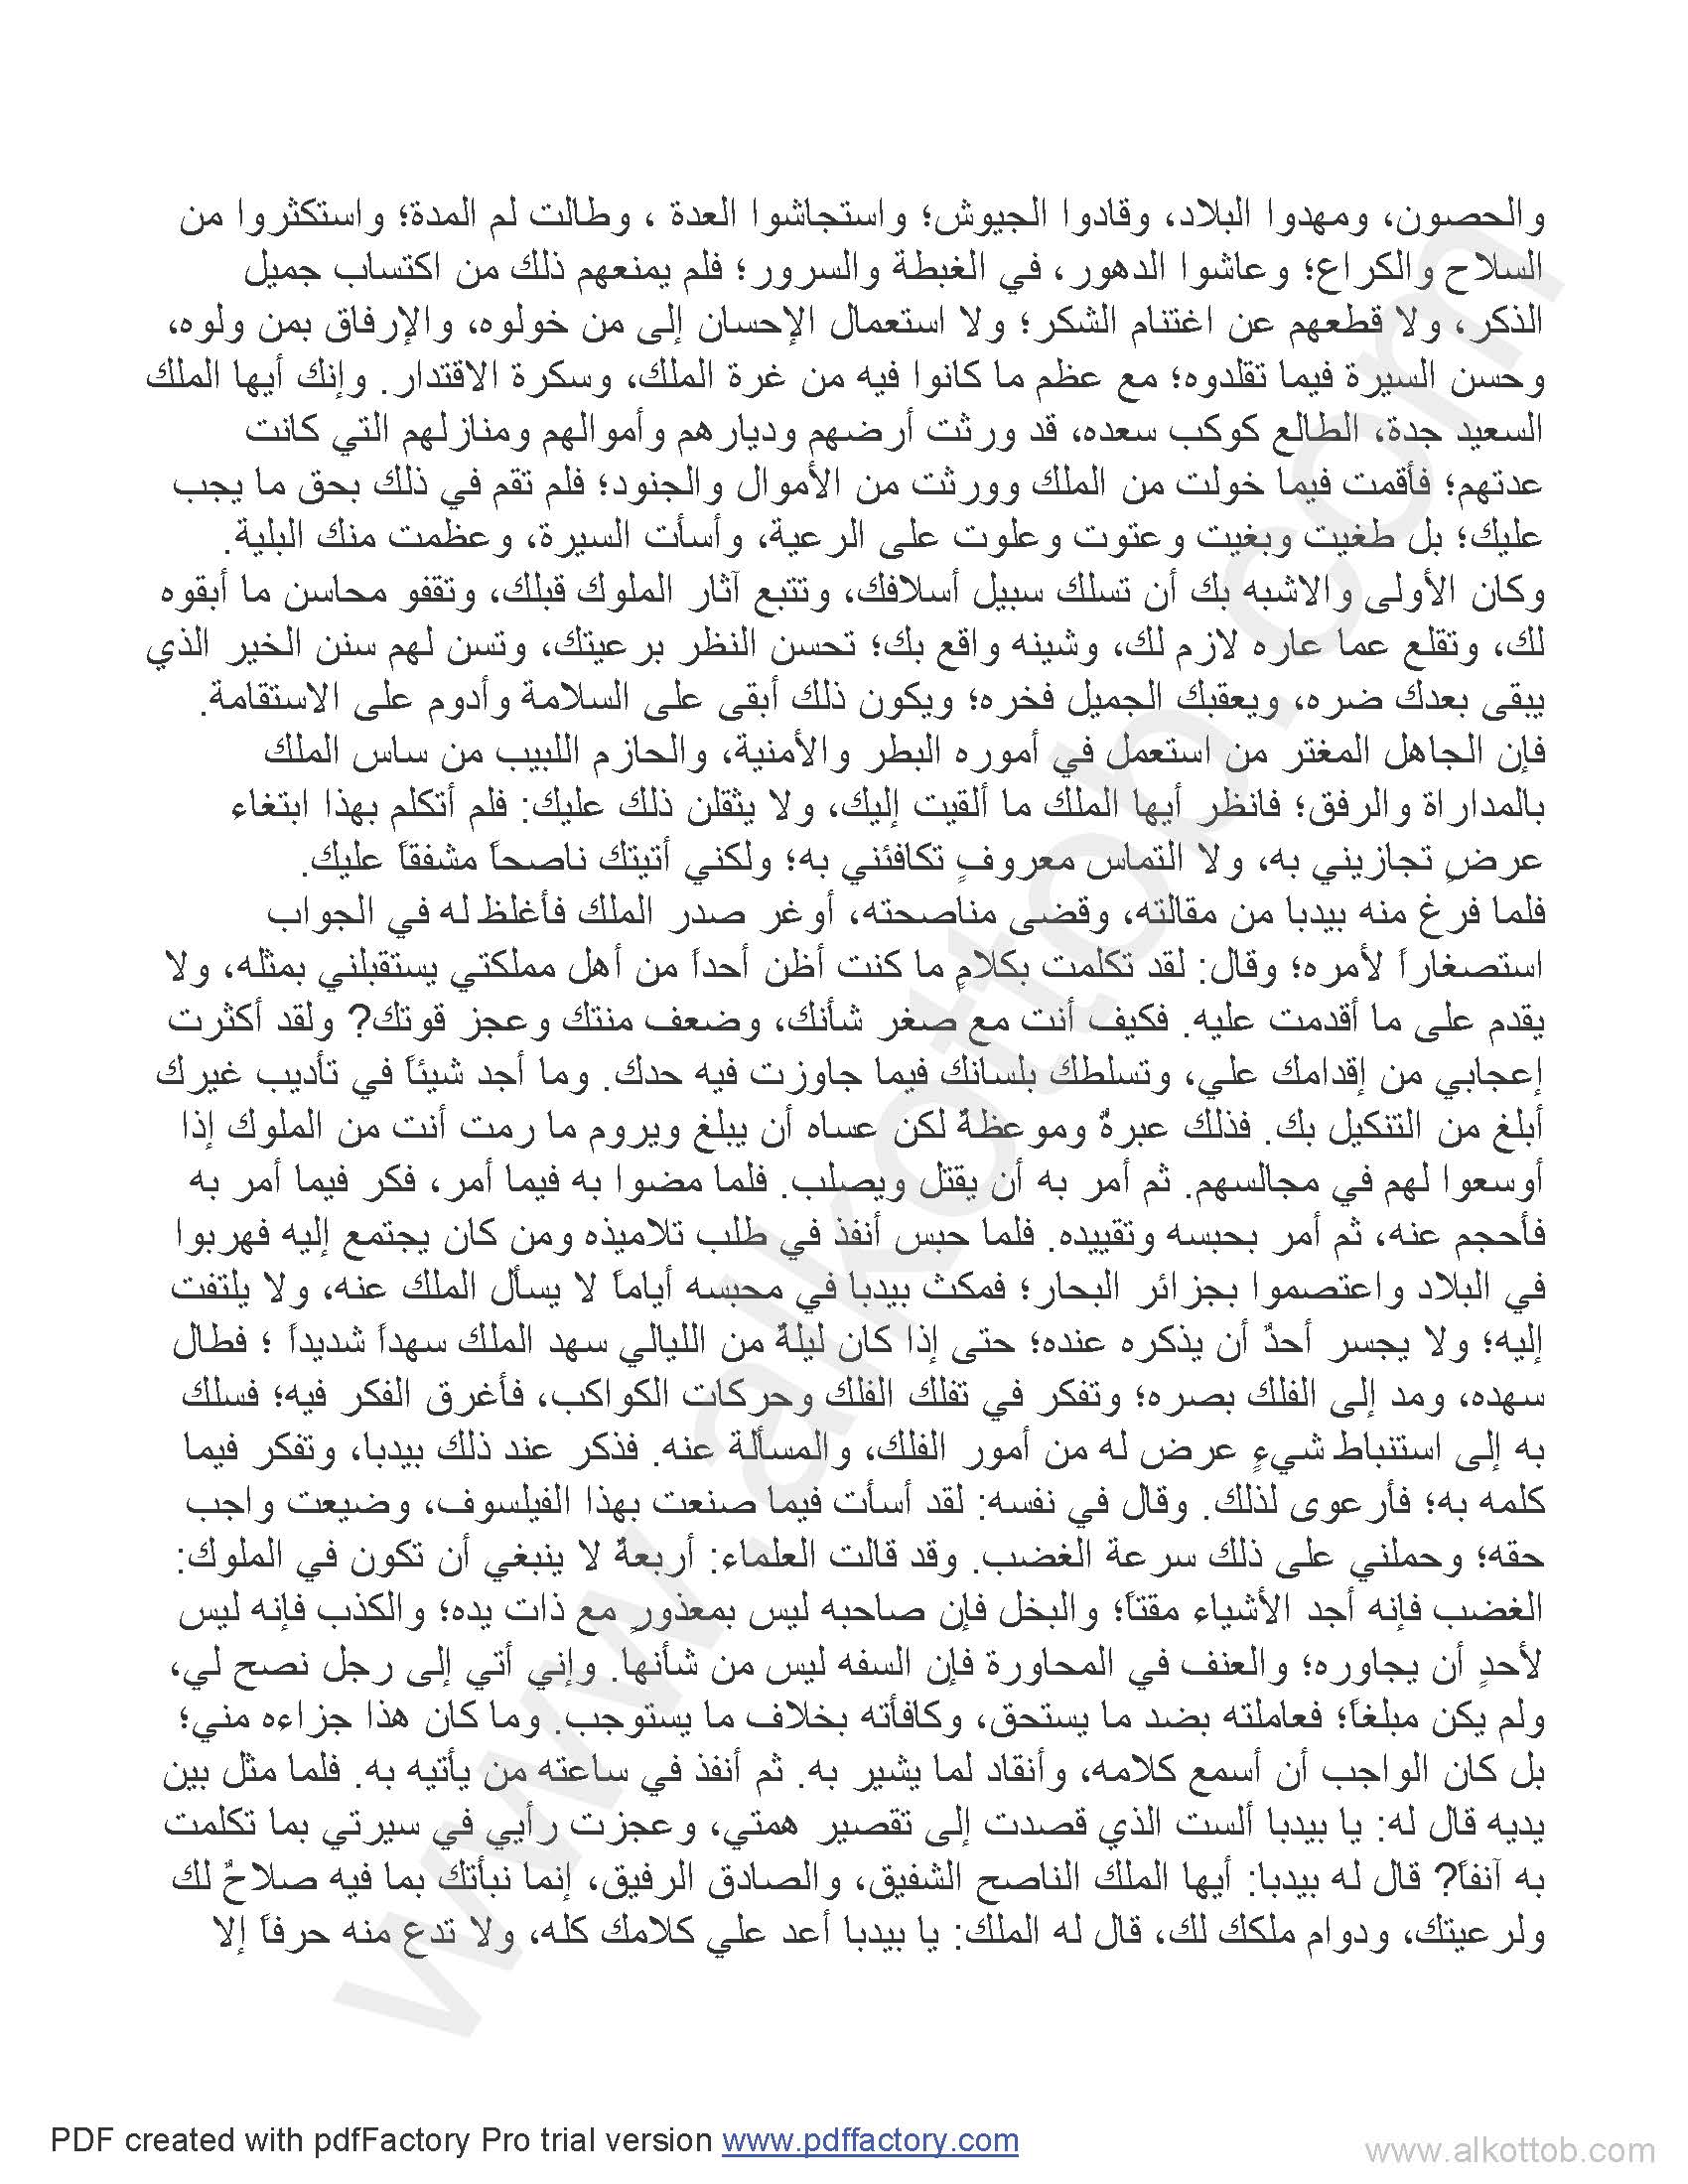 والحصون، ومهدوا البلاد، وقادوا الجيوش؛ واستجاشوا العدة ، وطالت لم المدة؛ واستكثروا من
السلاح والكراع؛ وعاشوا الدهور، في الغبطة والسرور؛ فلم يمنعهم ذلك من اكتساب جميل
الذكر، ولا قطعهم عن اغتنام الشكر؛ ولا استعمال الإحسان إلى من خولوه، والإرفاق بمن ولوه،
وحسن السيرة فيما تقلدوه؛ مع عظم ما كانوا فيه من غرة الملك، وسكرة الاقتدار. وإنك أيها الملك
السعيد جدة، الطالع كوكب سعده، قد ورثت أرضهم وديارهم وأموالهم ومنازلهم التي كانت
عدتهم؛ فأقمت فيما خولت من الملك وورثت من الأموال والجنود؛ فلم تقم في ذلك بحق ما يجب
عليك؛ بل طغيت وبغيت وعتوت وعلوت على الرعية، وأسأت السيرة، وعظمت منك البلية.
وكان الأولى والاشبه بك أن تسلك سبيل أسلافك، وتتبع آثار الملوك قبلك، وتقفو محاسن ما أبقوه
لك، وتقلع عما عاره لازم لك، وشينه واقع بك؛ تحسن النظر برعيتك، وتسن لهم سنن الخير الذي
يبقى بعدك ضره، ويعقبك الجميل فخره؛ ويكون ذلك أبقى على السلامة وأدوم على الاستقامة.
فإن الجاهل المغتر من استعمل في أموره البطر والأمنية، والحازم اللبيب من ساس الملك
بالمداراة والرفق؛ فانظر أيها الملك ما ألقيت إليك، ولا يثقلن ذلك عليك: فلم أتكلم بهذا ابتغاء
عرضٍ تجازيني به، ولا التماس معروفٍ تكافئني به؛ ولكني أتيتك ناصحاً مشفقاً عليك.
فلما فرغ منه بيدبا من مقالته، وقضى مناصحته، أوغر صدر الملك فأغلظ له في الجواب
استصغاراً لأمره؛ وقال: لقد تكلمت بكلامٍ ما كنت أظن أحداً من أهل مملكتي يستقبلني بمثله، ولا
يقدم على ما أقدمت عليه. فكيف أنت مع صغر شأنك، وضعف منتك وعجز قوتك? ولقد أكثرت
إعجابي من إقدامك علي، وتسلطك بلسانك فيما جاوزت فيه حدك. وما أجد شيئاً في تأديب غيرك
أبلغ من التنكيل بك. فذلك عبرةٌ وموعظةٌ لكن عساه أن يبلغ ويروم ما رمت أنت من الملوك إذا
أوسعوا لهم في مجالسهم. ثم أمر به أن يقتل ويصلب. فلما مضوا به فيما أمر، فكر فيما أمر به
فأحجم عنه، ثم أمر بحبسه وتقييده. فلما حبس أنفذ في طلب تلاميذه ومن كان يجتمع إليه فهربوا
في البلاد واعتصموا بجزائر البحار؛ فمكث بيدبا في محبسه أياماً لا يسأل الملك عنه، ولا يلتفت
إليه؛ ولا يجسر أحدٌ أن يذكره عنده؛ حتى إذا كان ليلةٌ من الليالي سهد الملك سهداً شديداً ؛ فطال
سهده، ومد إلى الفلك بصره؛ وتفكر في تفلك الفلك وحركات الكواكب، فأغرق الفكر فيه؛ فسلك
به إلى استنباط شيءٍ عرض له من أمور الفلك، والمسألة عنه. فذكر عند ذلك بيدبا، وتفكر فيما
كلمه به؛ فأرعوى لذلك. وقال في نفسه: لقد أسأت فيما صنعت بهذا الفيلسوف، وضيعت واجب
حقه؛ وحملني على ذلك سرعة الغضب. وقد قالت العلماء: أربعةٌ لا ينبغي أن تكون في الملوك:
الغضب فإنه أجد الأشياء مقتاً؛ والبخل فإن صاحبه ليس بمعذورٍ مع ذات يده؛ والكذب فإنه ليس
لأحدٍ أن يجاوره؛ والعنف في المحاورة فإن السفه ليس من شأنها. وإني أتي إلى رجل نصح لي،
ولم يكن مبلغاً؛ فعاملته بضد ما يستحق، وكافأته بخلاف ما يستوجب. وما كان هذا جزاءه مني؛
بل كان الواجب أن أسمع كلامه، وأنقاد لما يشير به. ثم أنفذ في ساعته من يأتيه به. فلما مثل بين
يديه قال له: يا بيدبا ألست الذي قصدت إلى تقصير همتي، وعجزت رأيي في سيرتي بما تكلمت
به آنفاً? قال له بيدبا: أيها الملك الناصح الشفيق، والصادق الرفيق، إنما نبأتك بما فيه صلاحٌ لك
ولرعيتك، ودوام ملكك لك، قال له الملك: يا بيدبا أعد علي كلامك كله، ولا تدع منه حرفاً إلا
www.alkottob.com
PDF created with pdfFactory Pro trial version www.pdffactory.com
www.alkottob.com